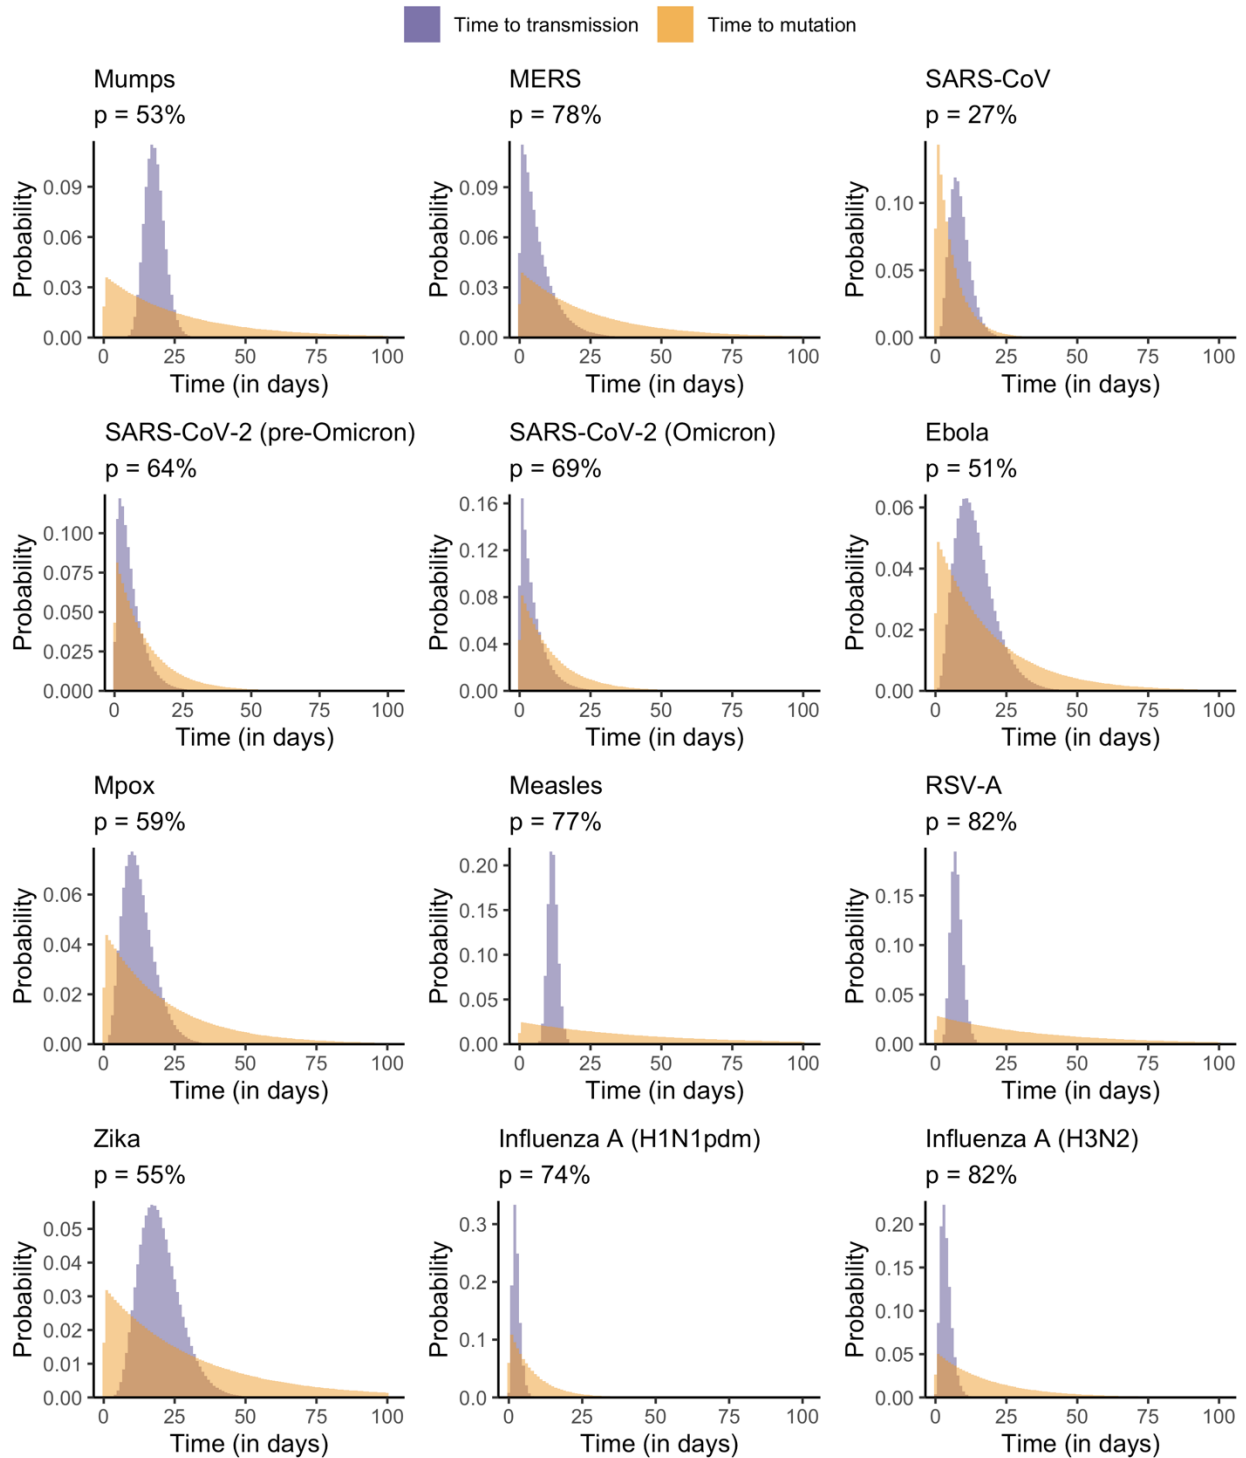 Time to transmission Time to mutation
Mumps
p = 53%
Probability
0.09
0.06
0.03
0.00
0 25 50 75 100
Time (in days)
MERS
p = 78%
Probability
0.09
0.06
0.03
0.00
0 25 50 75 100
Time (in days)
SARS-CoV
p = 27%
Probability
0.10
0.05
0.00
0 25 50 75 100
Time (in days)
SARS-CoV-2 (pre-Omicron)
p = 64%
Probability
0.100
0.075
0.050
0.025
0.000
0 25 50 75 100
Time (in days)
SARS-CoV-2 (Omicron)
p = 69%
Probability
0.16
0.12
0.08
0.04
0.00
0 25 50 75 100
Time (in days)
Ebola
p = 51%
Probability
0.06
0.04
0.02
0.00
0 25 50 75 100
Time (in days)
Mpox
p = 59%
Probability
0.06
0.04
0.02
0.00
0 25 50 75 100
Time (in days)
Measles
p = 77%
Probability
0.20
0.15
0.10
0.05
0.00
0 25 50 75 100
Time (in days)
RSV-A
p = 82%
Probability
0.15
0.10
0.05
0.00
0 25 50 75 100
Time (in days)
Zika
p = 55%
Probability
0.05
0.04
0.03
0.02
0.01
0.00
0 25 50 75 100
Time (in days)
Influenza A (H1N1pdm)
p = 74%
Probability
0.3
0.2
0.1
0.0
0 25 50 75 100
Time (in days)
Influenza A (H3N2)
p = 82%
Probability
0.20
0.15
0.10
0.05
0.00
0 25 50 75 100
Time (in days)